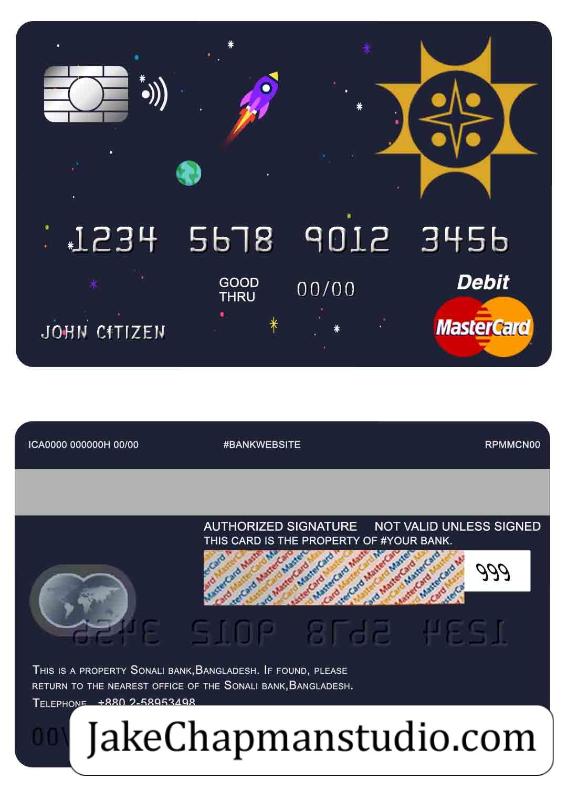 1234 5678 9012 3456
GOOD
THRU
00/00
Debit
MasterCard
JOHN CITIZEN
ICA0000 000000H 00/00 #BANKWEBSITE RPMMCN00
AUTHORIZED SIGNATURE NOT VALID UNLESS SIGNED
THIS CARD IS THE PROPERTY OF #YOUR BANK.
MasterCard MasterCard MasterCard
999
THIS IS A PROPERTY SONALI BANK,BANGLADESH. IF FOUND, PLEASE
RETURN TO THE NEAREST OFFICE OF THE SONALI BANK,BANGLADESH.
TELEPHONE +880 2-58953498
JakeChapmanstudio.com